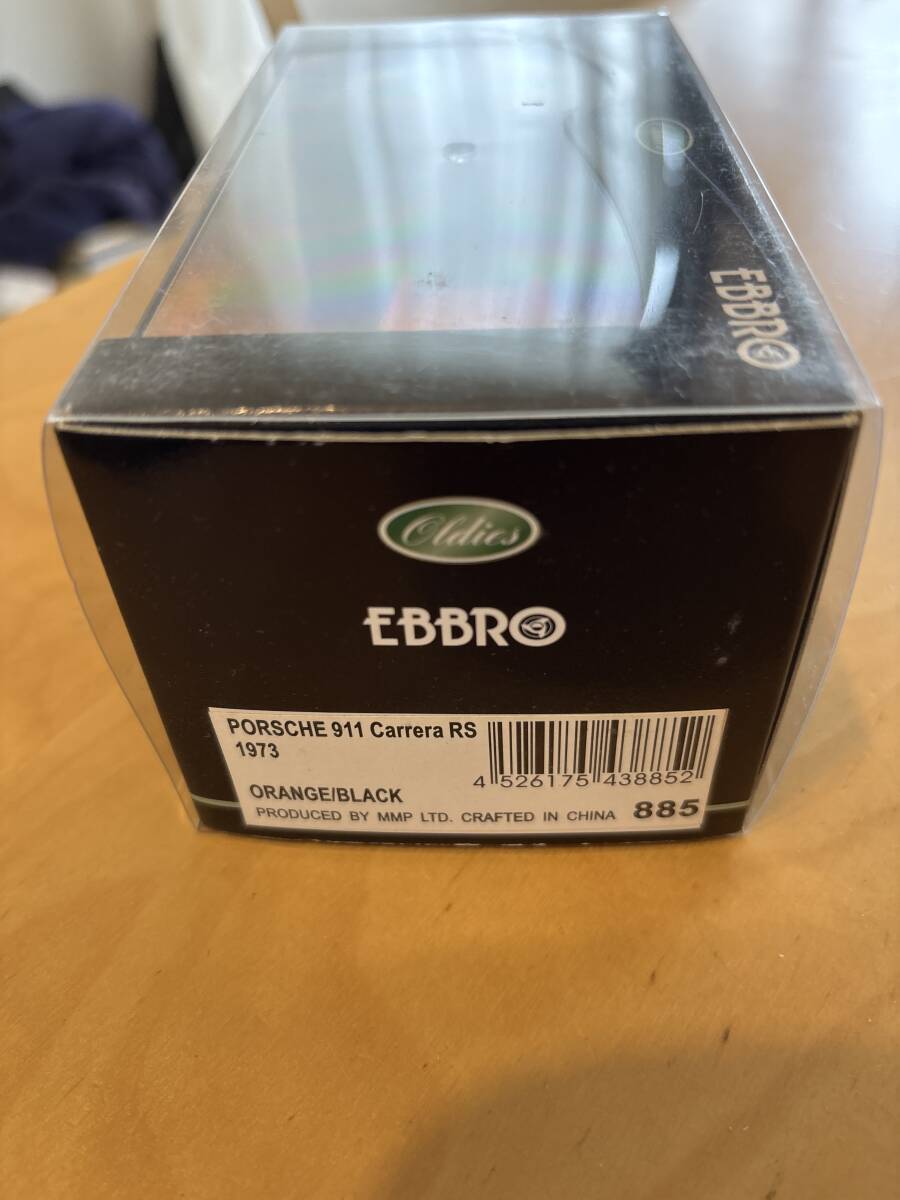 EBBRO
Oldies
EBBRO
PORSCHE 911 Carrera RS
1973
ORANGE/BLACK
4 526175 438852
PRODUCED BY MMP LTD. CRAFTED IN CHINA 885